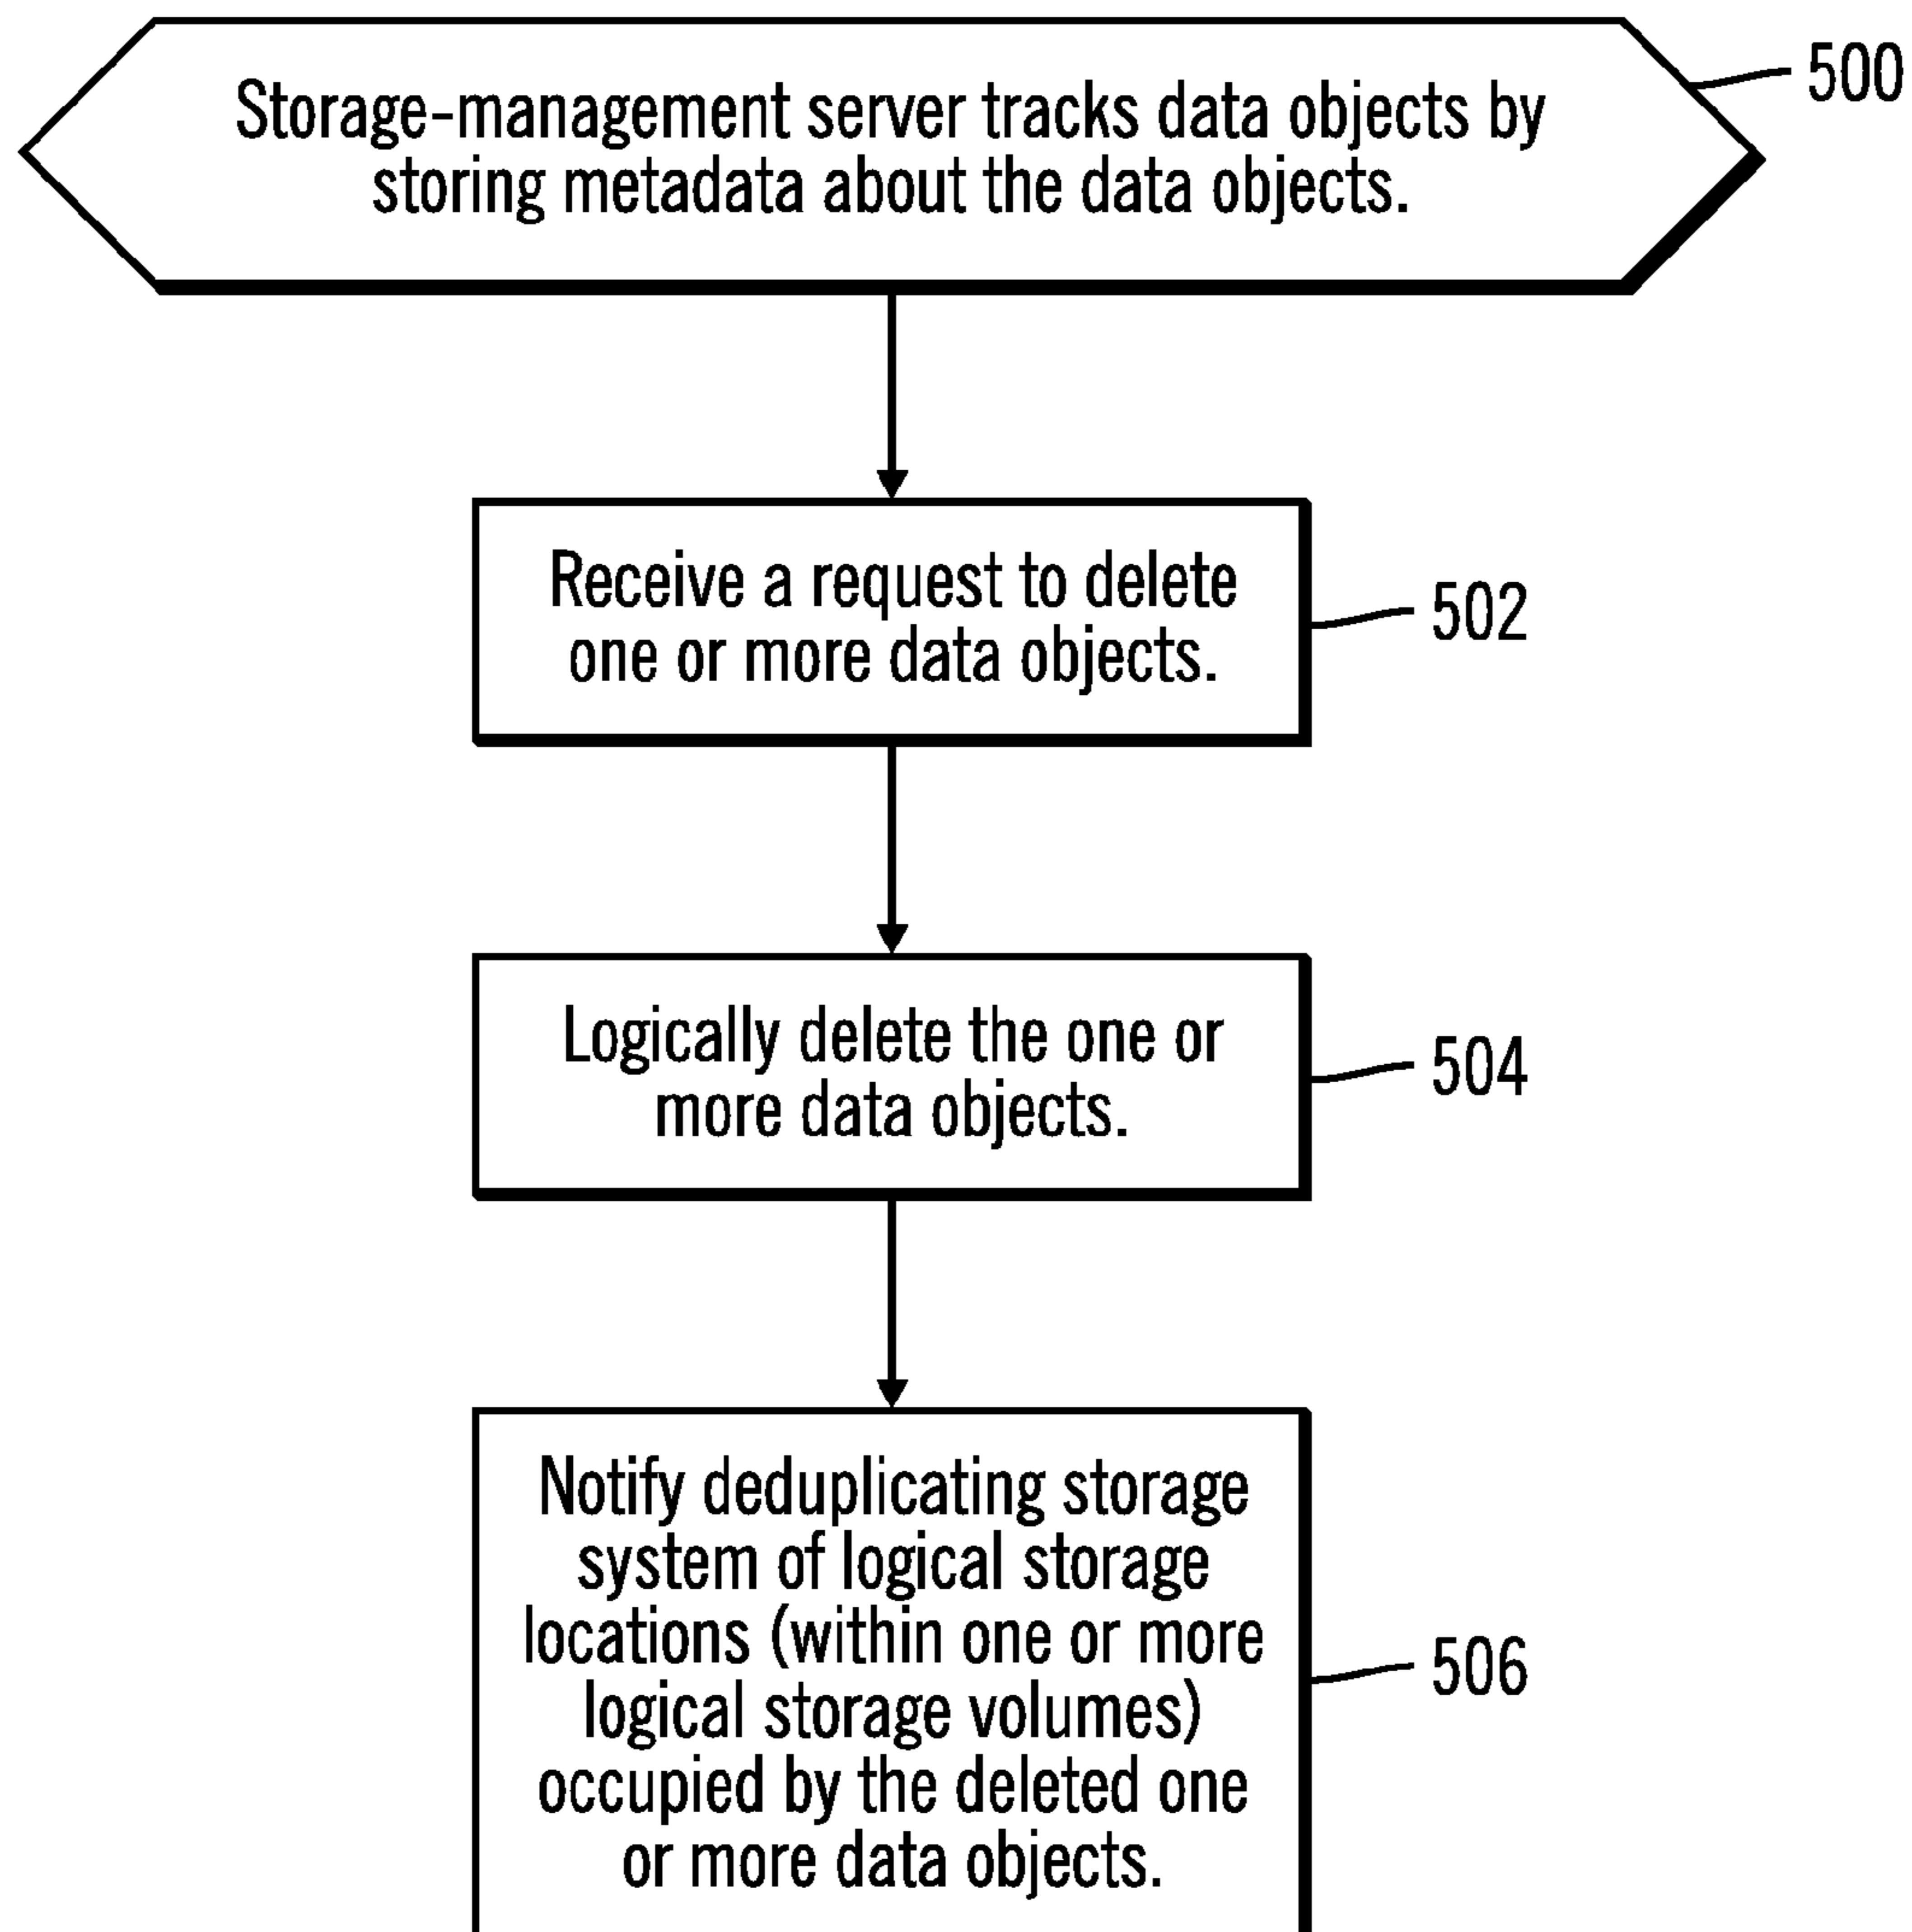 Storage-management server tracks data objects by
storing metadata about the data objects.
500
Receive a request to delete
one or more data objects.
502
Logically delete the one or
more data objects.
504
Notify deduplicating storage
system of logical storage
locations (within one or more
logical storage volumes)
occupied by the deleted one
or more data objects.
506